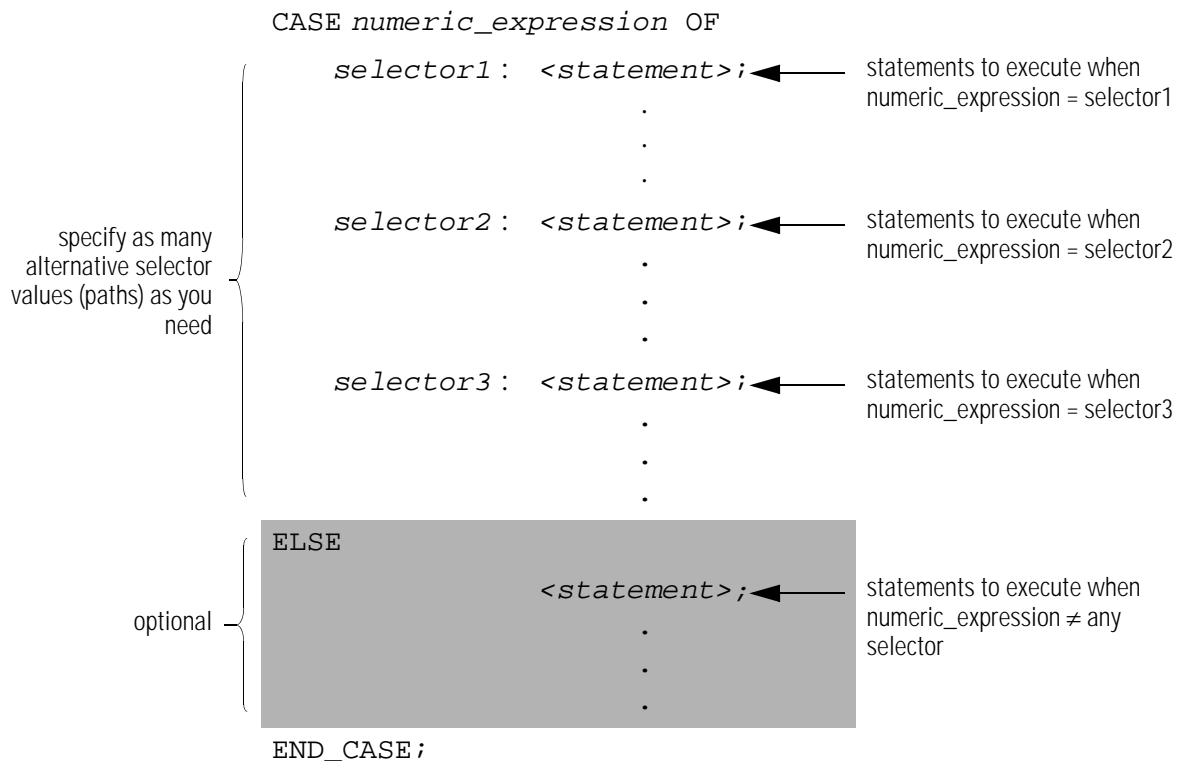 CASE numeric_expression OF
selector1: <statement>;
statements to execute when
numeric_expression = selector1
.
.
.
specify as many
alternative selector
values (paths) as you
need
selector2: <statement>;
statements to execute when
numeric_expression = selector2
.
.
.
selector3: <statement>;
statements to execute when
numeric_expression = selector3
.
.
.
optional
ELSE
<statement>;
statements to execute when
numeric_expression ≠ any
selector
.
.
.
END_CASE;